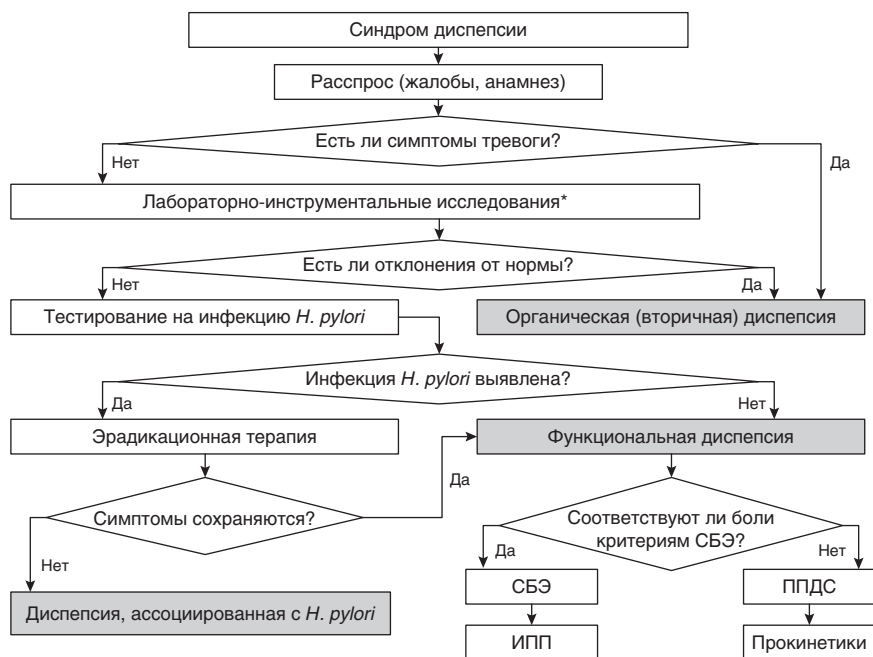 Синдром диспепсии
Расспрос (жалобы, анамнез)
Есть ли симптомы тревоги?
Нет
Да
Лабораторно-инструментальные исследования*
Есть ли отклонения от нормы?
Нет
Да
Тестирование на инфекцию H. pylori
Органическая (вторичная) диспепсия
Инфекция H. pylori выявлена?
Да
Нет
Эрадикационная терапия
Функциональная диспепсия
Да
Симптомы сохраняются?
Соответствуют ли боли
критериям СБЭ?
Нет
Да
Нет
Диспепсия, ассоциированная с H. pylori
СБЭ
ППДС
ИПП
Прокинетики